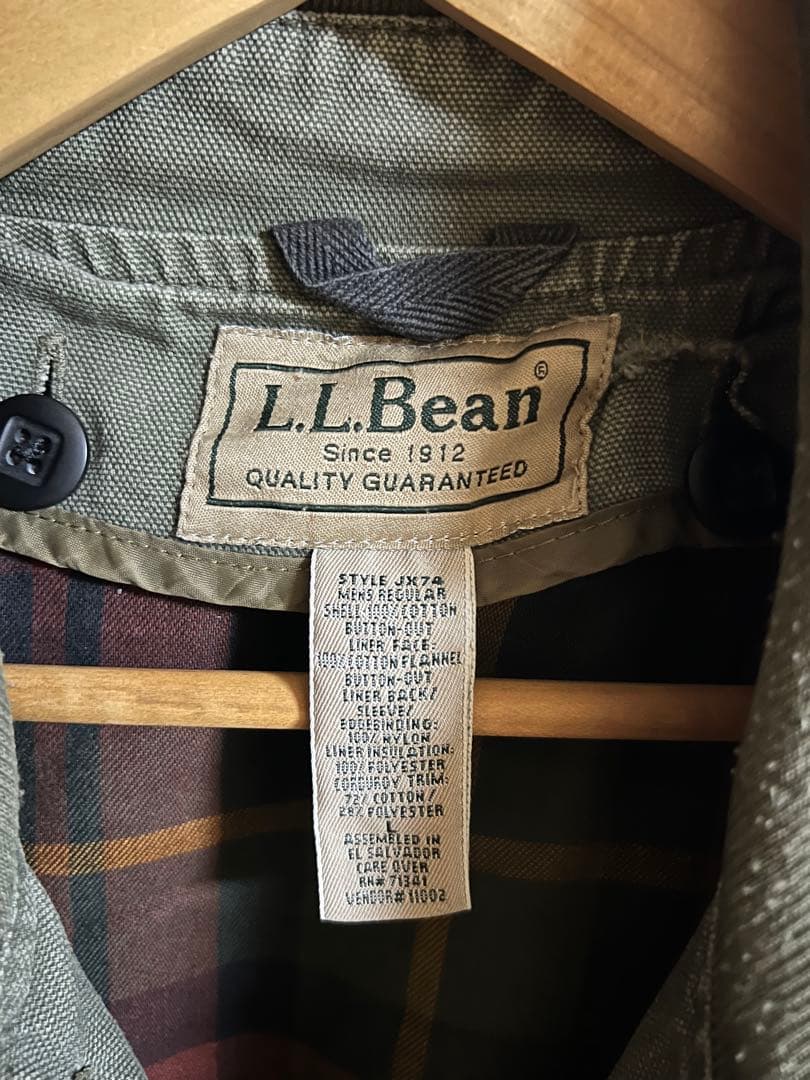 L.L.Bean®
Since 1912
QUALITY GUARANTEED
STYLE JX74
MENS REGULAR
SHELL-100% COTTON
BUTTON-OUT
LINER FACE-
100% COTTON FLANNEL
BUTTON-OUT
LINER BACK/
SLEEVE/
EDGEBINDING:
100% NYLON
LINER INSULATION:
100% POLYESTER
CORDUROY TRIM:
72% COTTON/
28% POLYESTER
L
ASSEMBLED IN
EL SALVADOR
CARE OVER
RN# 71341
VENDOR# 11002